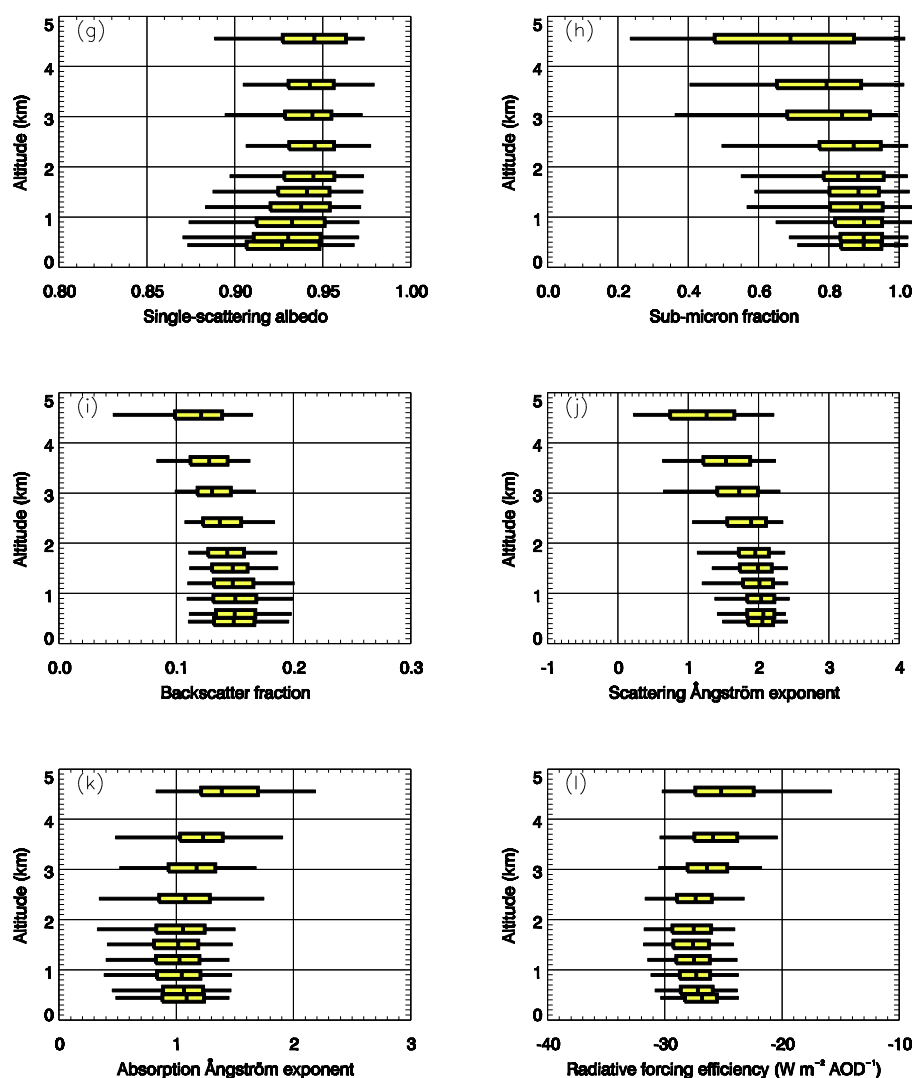 (g)
5
4
3
2
1
0
Altitude (km)
0.80 0.85 0.90 0.95 1.00
Single-scattering albedo
(h)
5
4
3
2
1
0
Altitude (km)
0.0 0.2 0.4 0.6 0.8 1.0
Sub-micron fraction
(i)
5
4
3
2
1
0
Altitude (km)
0.0 0.1 0.2 0.3
Backscatter fraction
(j)
5
4
3
2
1
0
Altitude (km)
-1 0 1 2 3 4
Scattering Ångström exponent
(k)
5
4
3
2
1
0
Altitude (km)
0 1 2 3
Absorption Ångström exponent
(l)
5
4
3
2
1
0
Altitude (km)
-40 -30 -20 -10
Radiative forcing efficiency (W m⁻² AOD⁻¹)